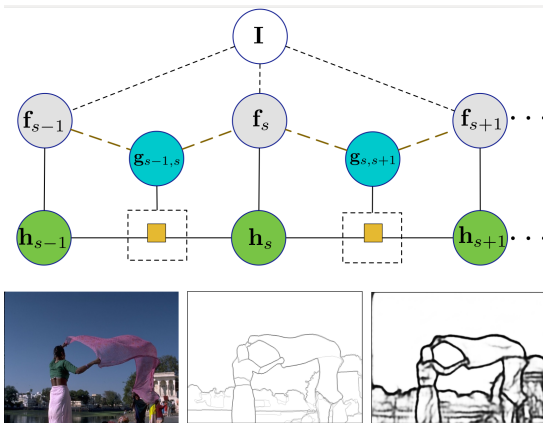 I
f_{s−1} f_s f_{s+1} ···
g_{s−1,s} g_{s,s+1}
h_{s−1} h_s h_{s+1} ···